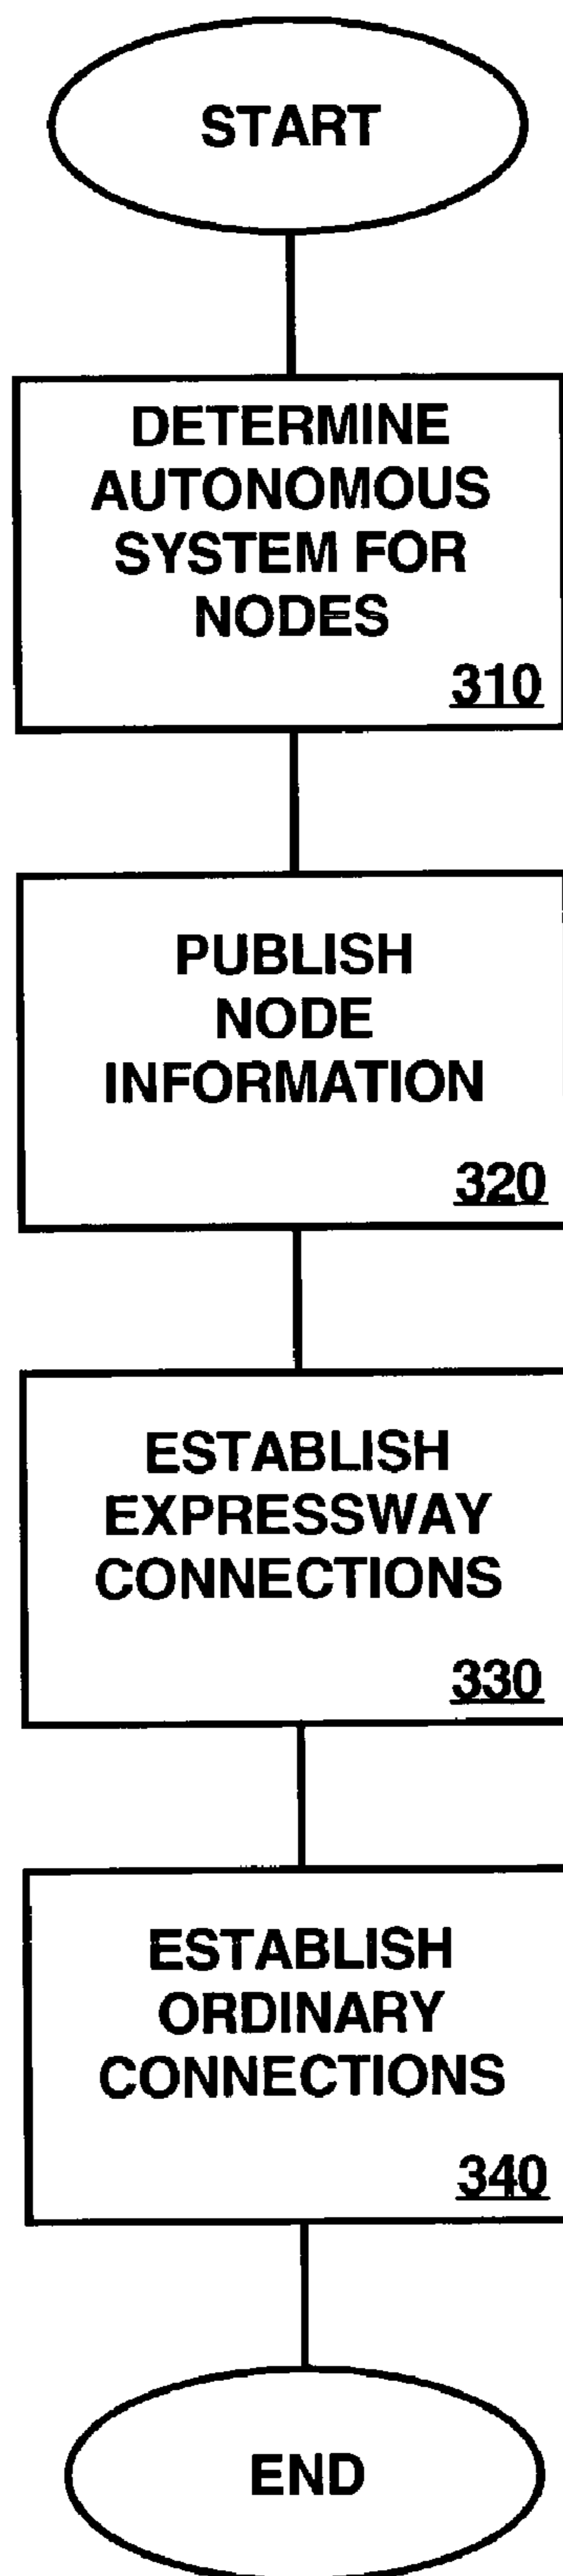 START
DETERMINE
AUTONOMOUS
SYSTEM FOR
NODES
310
PUBLISH
NODE
INFORMATION
320
ESTABLISH
EXPRESSWAY
CONNECTIONS
330
ESTABLISH
ORDINARY
CONNECTIONS
340
END